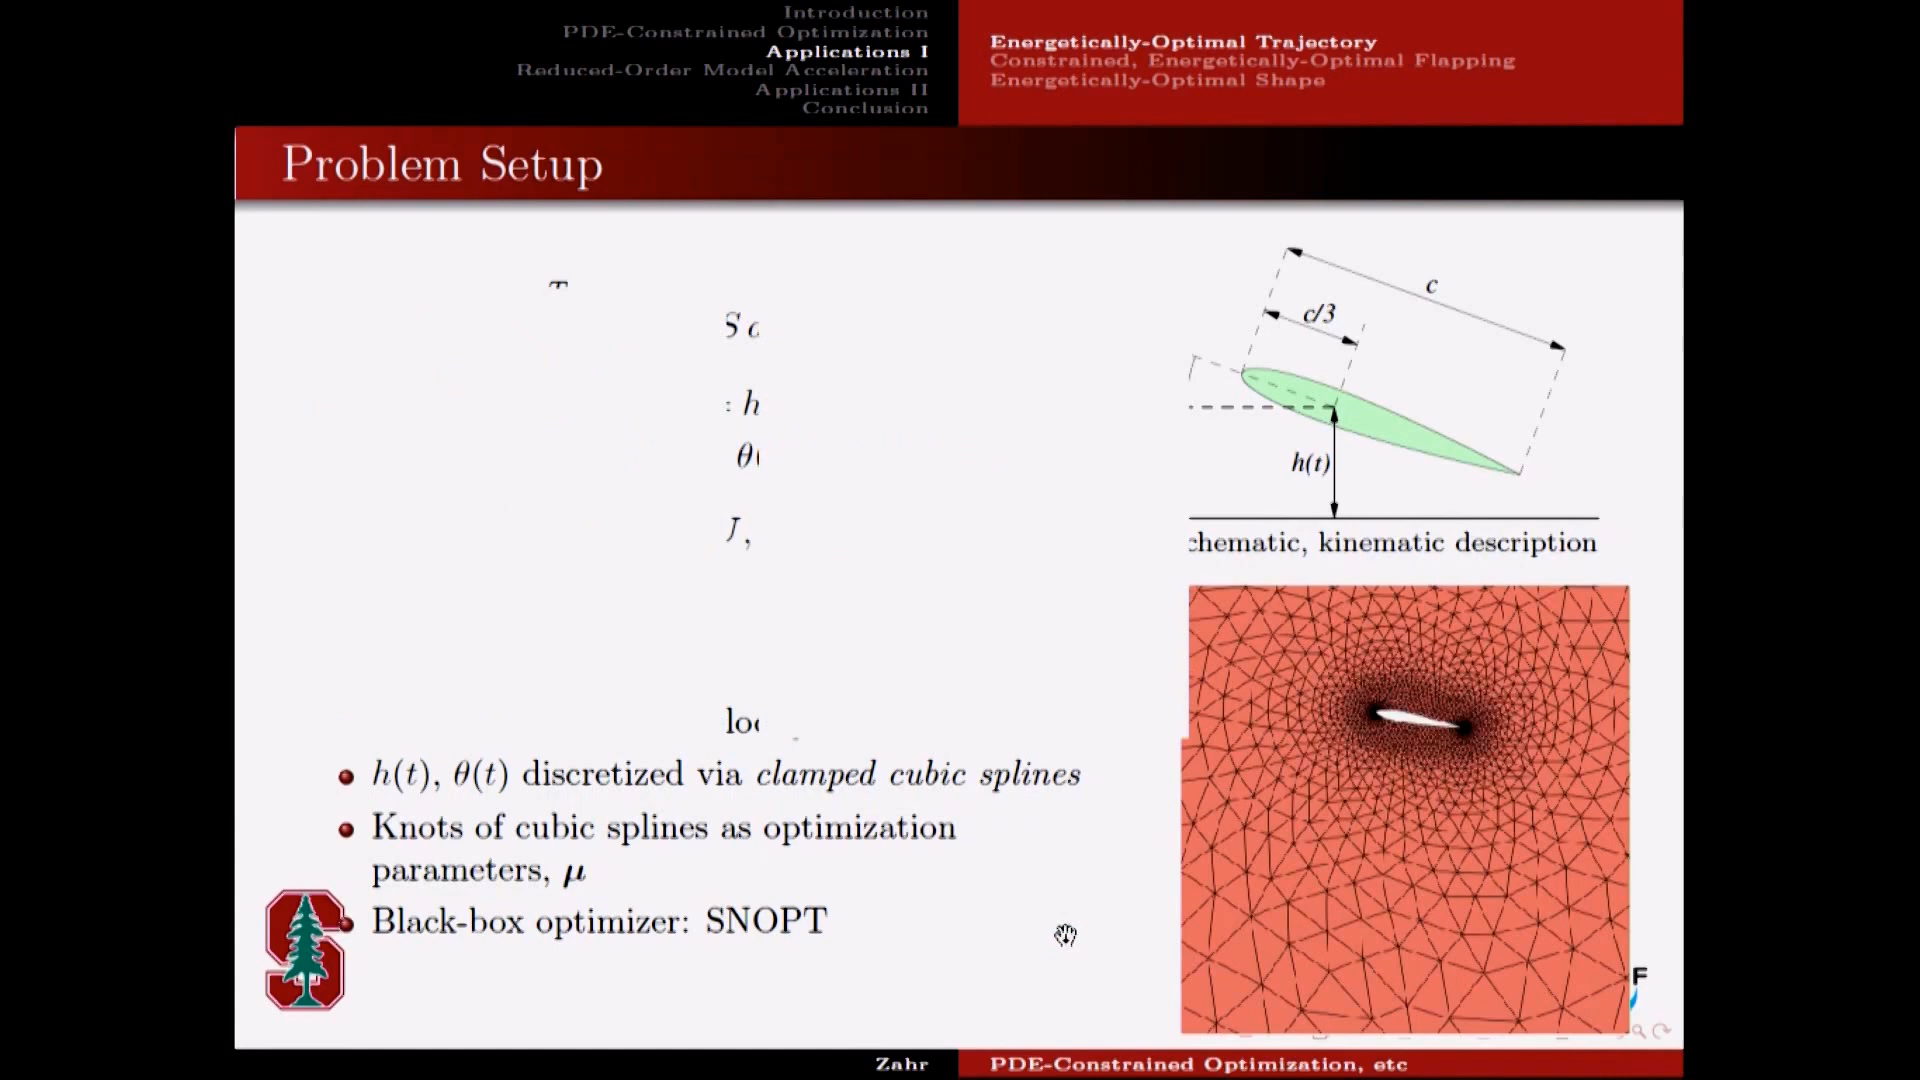 Introduction
PDE-Constrained Optimization
Applications I
Reduced-Order Model Acceleration
Applications II
Conclusion
Energetically-Optimal Trajectory
Constrained, Energetically-Optimal Flapping
Energetically-Optimal Shape
Problem Setup
c
c/3
h(t)
, kinematic description
h
θ
h(t), θ(t) discretized via clamped cubic splines
Knots of cubic splines as optimization
parameters, μ
Black-box optimizer: SNOPT
F
Zahr
PDE-Constrained Optimization, etc